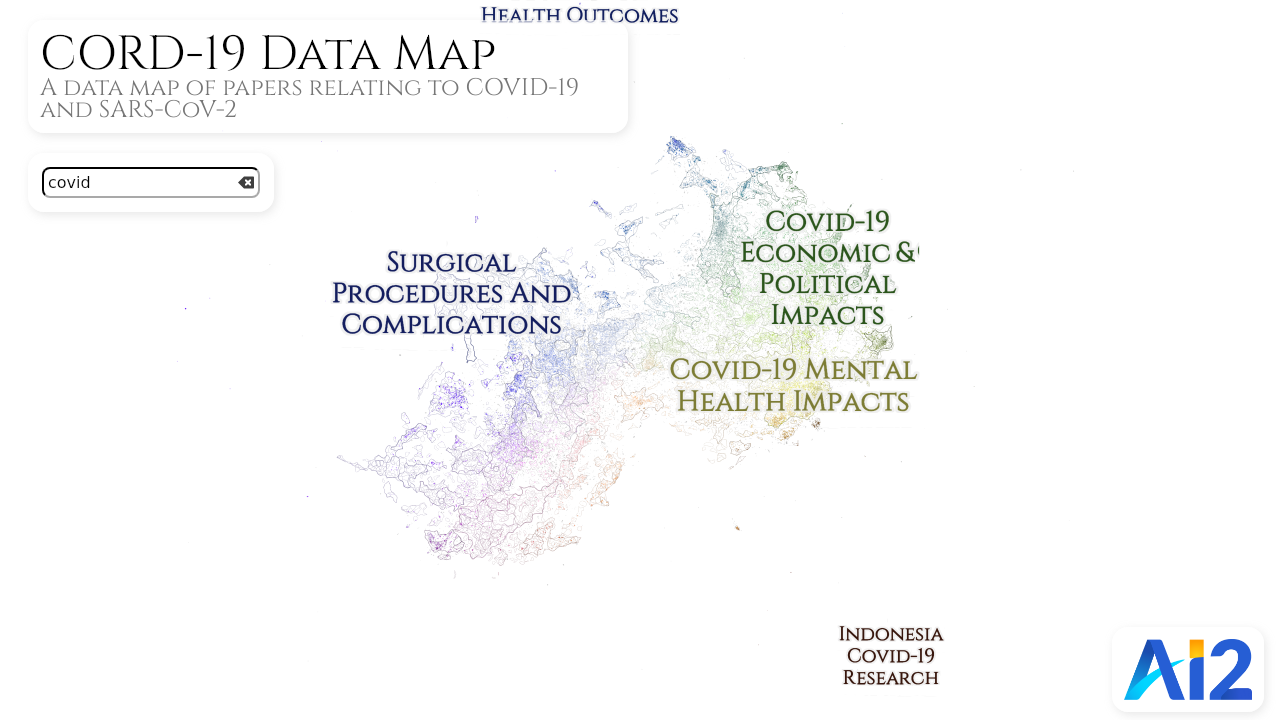 Health Outcomes
CORD-19 Data Map
A data map of papers relating to COVID-19
and SARS-CoV-2
covid
Surgical
Procedures And
Complications
Covid-19
Economic &
Political
Impacts
Covid-19 Mental
Health Impacts
Indonesia
Covid-19
Research
Ai2